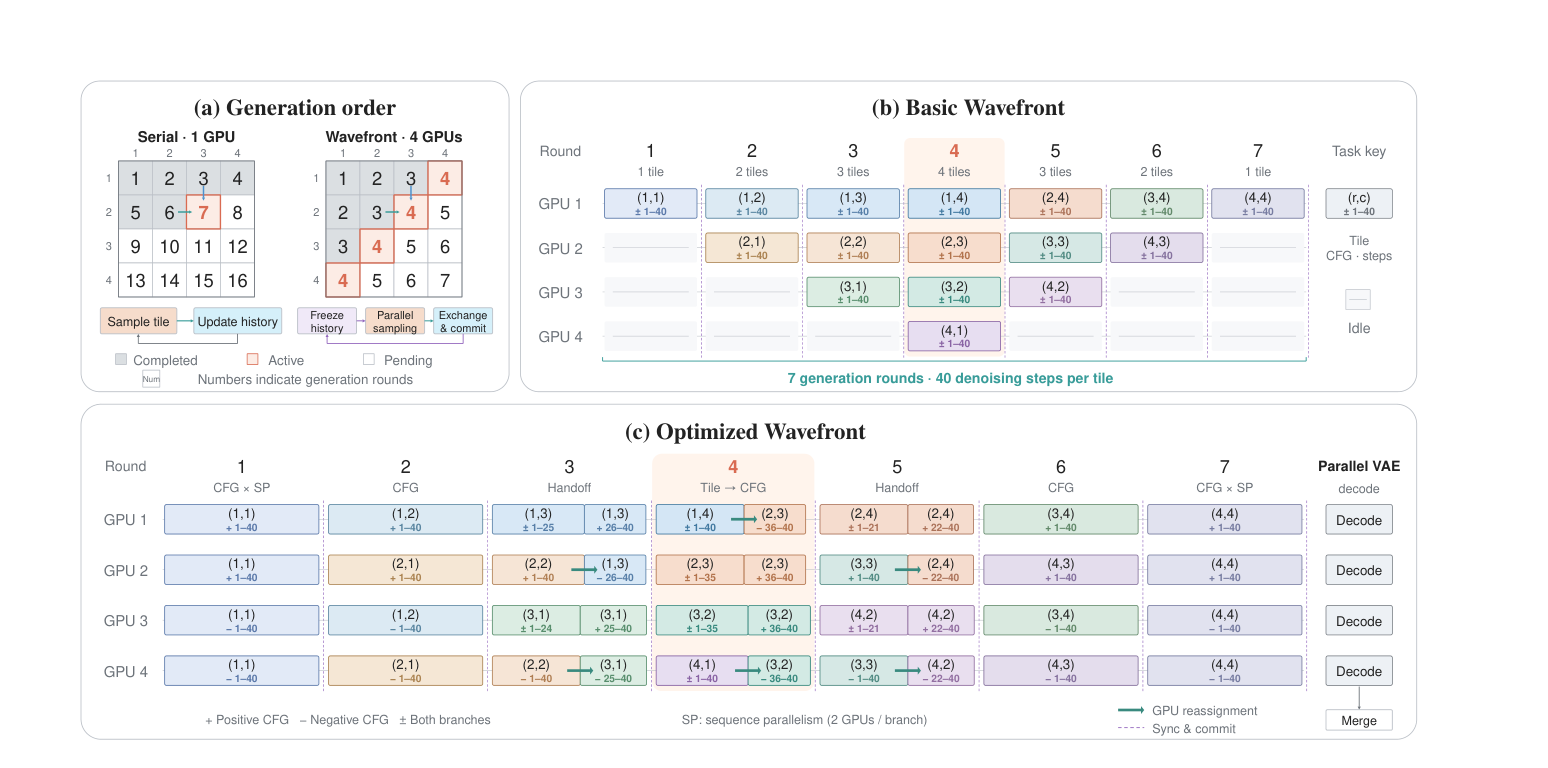 (a) Generation order
Serial · 1 GPU
1 2 3 4
1 1 2 3 4
2 5 6 7 8
3 9 10 11 12
4 13 14 15 16
Sample tile Update history
Wavefront · 4 GPUs
1 2 3 4
1 1 2 3 4
2 2 3 4 5
3 3 4 5 6
4 4 5 6 7
Freeze history Parallel sampling Exchange & commit
Completed Active Pending
Num Numbers indicate generation rounds
(b) Basic Wavefront
Round 1 2 3 4 5 6 7 Task key
1 tile 2 tiles 3 tiles 4 tiles 3 tiles 2 tiles 1 tile
GPU 1 (1,1) (1,2) (1,3) (1,4) (2,4) (3,4) (4,4) (r,c)
± 1–40 ± 1–40 ± 1–40 ± 1–40 ± 1–40 ± 1–40 ± 1–40 ± 1–40
GPU 2 (2,1) (2,2) (2,3) (3,3) (4,3) Tile
± 1–40 ± 1–40 ± 1–40 ± 1–40 ± 1–40 CFG · steps
GPU 3 (3,1) (3,2) (4,2)
± 1–40 ± 1–40 ± 1–40
GPU 4 (4,1) Idle
± 1–40
7 generation rounds · 40 denoising steps per tile
(c) Optimized Wavefront
Round 1 2 3 4 5 6 7 Parallel VAE
CFG × SP CFG Handoff Tile → CFG Handoff CFG CFG × SP decode
GPU 1 (1,1) (1,2) (1,3) (1,3) (1,4) (2,3) (2,4) (2,4) (3,4) (4,4) Decode
+ 1–40 + 1–40 ± 1–25 + 26–40 ± 1–40 − 36–40 ± 1–21 + 22–40 + 1–40 + 1–40
GPU 2 (1,1) (2,1) (2,2) (1,3) (2,3) (2,3) (3,3) (2,4) (4,3) (4,4) Decode
+ 1–40 + 1–40 + 1–40 − 26–40 ± 1–35 + 36–40 + 1–40 − 22–40 + 1–40 + 1–40
GPU 3 (1,1) (1,2) (3,1) (3,1) (3,2) (3,2) (4,2) (4,2) (3,4) (4,4) Decode
− 1–40 − 1–40 ± 1–24 + 25–40 ± 1–35 + 36–40 ± 1–21 + 22–40 − 1–40 − 1–40
GPU 4 (1,1) (2,1) (2,2) (3,1) (4,1) (3,2) (3,3) (4,2) (4,3) (4,4) Decode
− 1–40 − 1–40 − 1–40 − 25–40 ± 1–40 − 36–40 − 1–40 − 22–40 − 1–40 − 1–40
+ Positive CFG − Negative CFG ± Both branches
SP: sequence parallelism (2 GPUs / branch)
GPU reassignment
Sync & commit
Merge